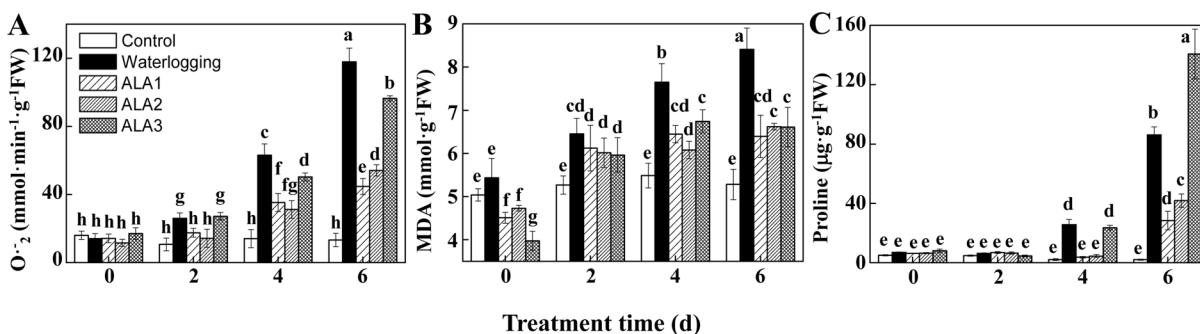 A
O·⁻₂ (mmol·min⁻¹·g⁻¹FW)
120
80
40
0
Control
Waterlogging
ALA1
ALA2
ALA3
h h h h h
h g h h g
h c f fg d
h a e d b
0 2 4 6
B
MDA (mmol·g⁻¹FW)
9
8
7
6
5
4
e e f f g
e cd d d d
e b cd d c
e a cd c c
0 2 4 6
C
Proline (μg·g⁻¹FW)
160
120
80
40
0
e e e e e
e e e e e
e d e e d
e b d c a
0 2 4 6
Treatment time (d)